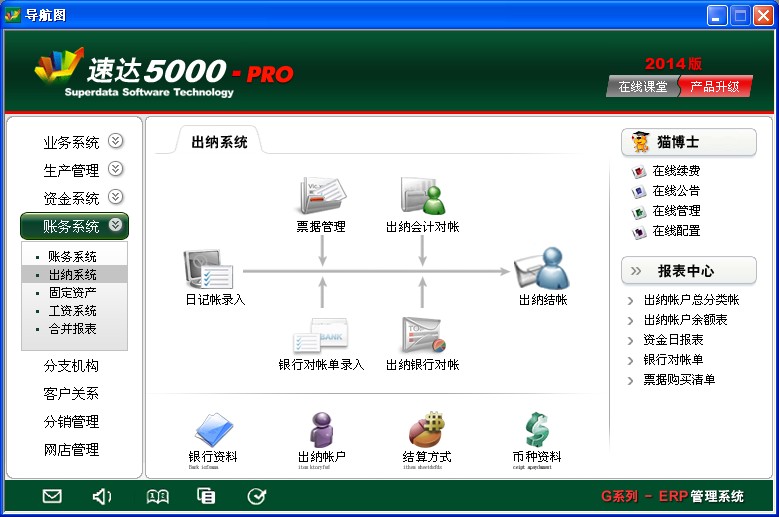 导航图
速达5000-PRO
Superdata Software Technology
2014版
在线课堂
产品升级
业务系统
生产管理
资金系统
账务系统
账务系统
出纳系统
固定资产
工资系统
合并报表
分支机构
客户关系
分销管理
网店管理
出纳系统
票据管理
出纳会计对帐
日记帐录入
出纳结帐
BANK
银行对帐单录入
出纳银行对帐
银行资料
出纳帐户
结算方式
币种资料
猫博士
在线续费
在线公告
在线管理
在线配置
报表中心
出纳帐户总分类帐
出纳帐户余额表
资金日报表
银行对帐单
票据购买清单
G系列 - ERP管理系统